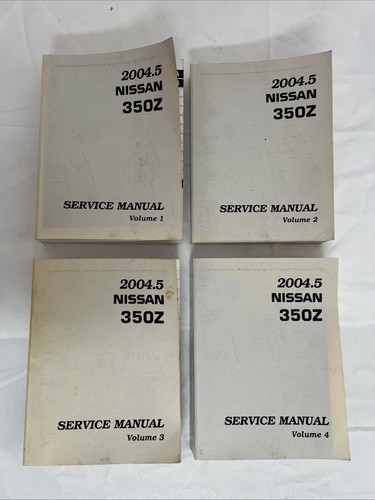 2004.5
NISSAN
350Z
SERVICE MANUAL
Volume 1
2004.5
NISSAN
350Z
SERVICE MANUAL
Volume 2
2004.5
NISSAN
350Z
SERVICE MANUAL
Volume 3
2004.5
NISSAN
350Z
SERVICE MANUAL
Volume 4